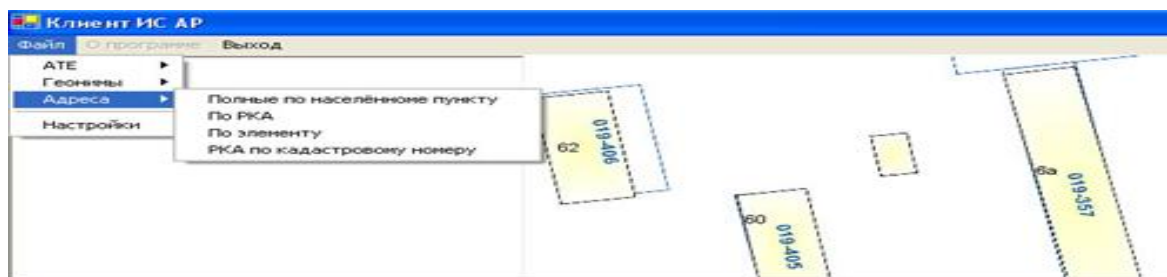 Клиент ИС АР
Файл О программе Выход
АТЕ
Геонимы
Адреса
Настройки
Полные по населённоме пункту
По РКА
По элементу
РКА по кадастровому номеру
62
019-406
60
019-405
6а
019-357